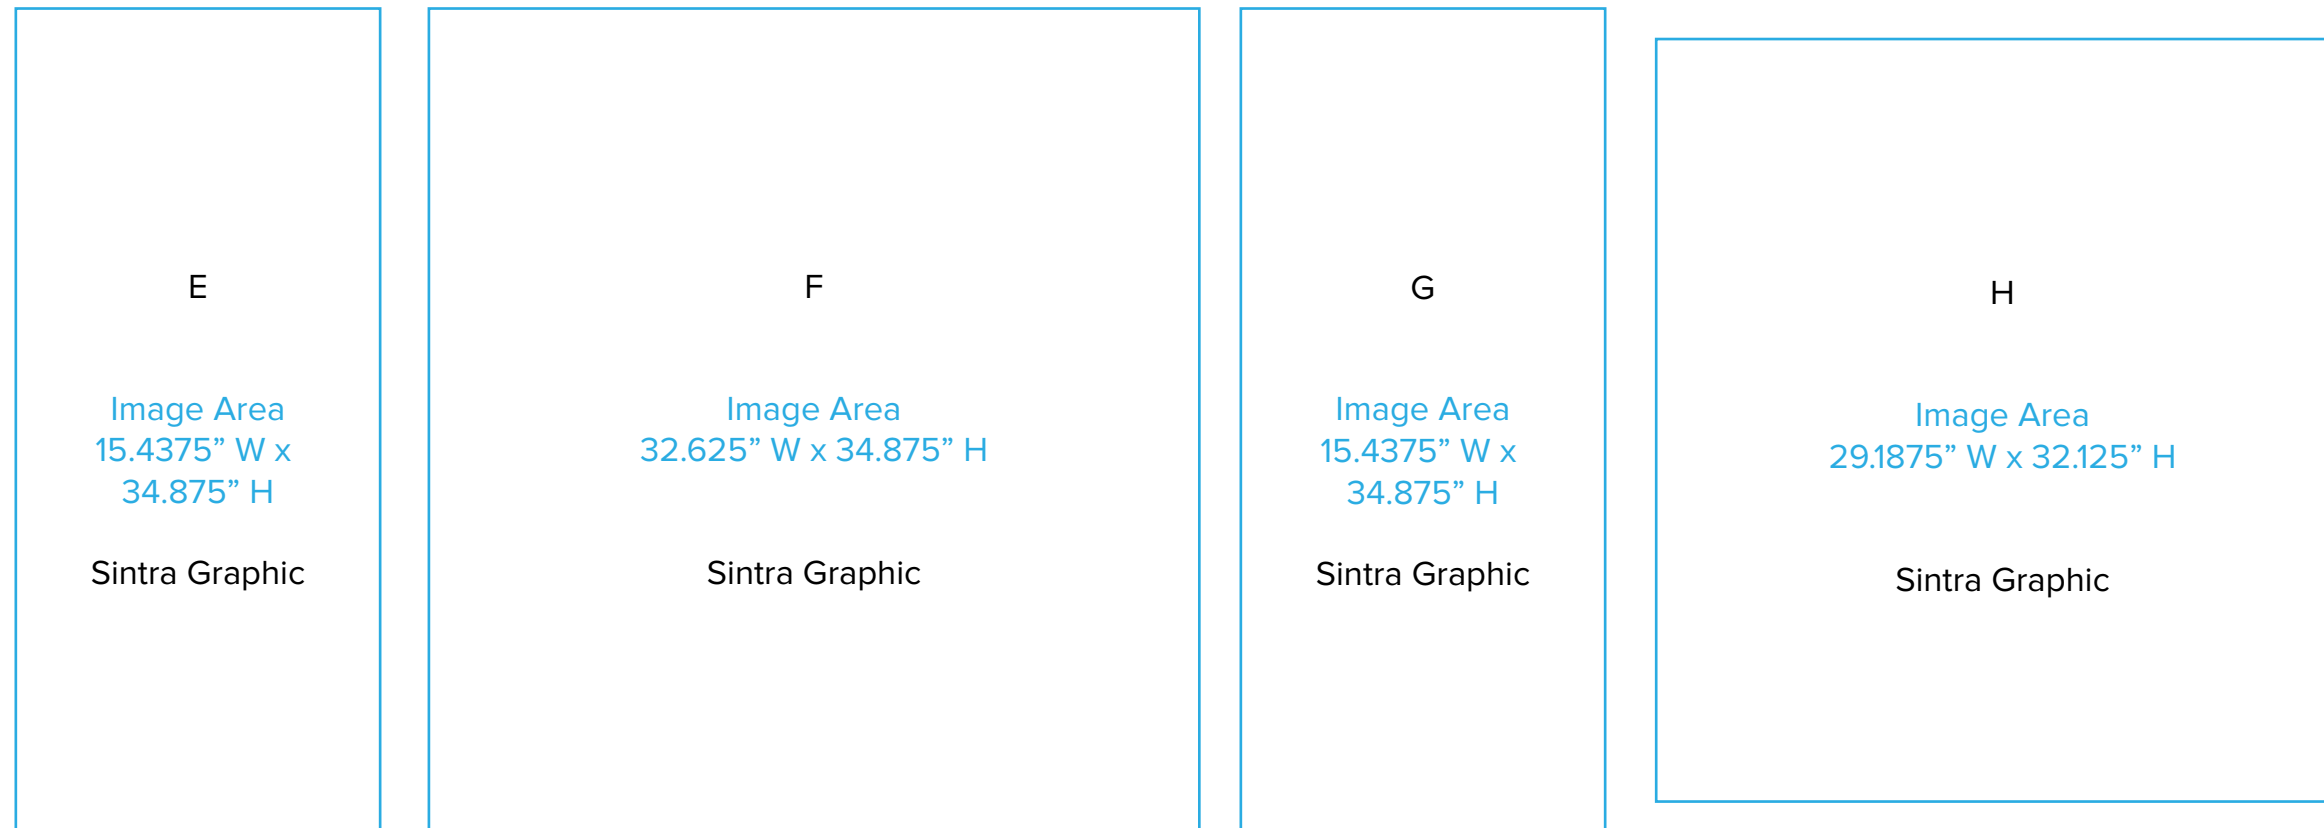 E
Image Area
15.4375” W x
34.875” H
Sintra Graphic
F
Image Area
32.625” W x 34.875” H
Sintra Graphic
G
Image Area
15.4375” W x
34.875” H
Sintra Graphic
H
Image Area
29.1875” W x 32.125” H
Sintra Graphic